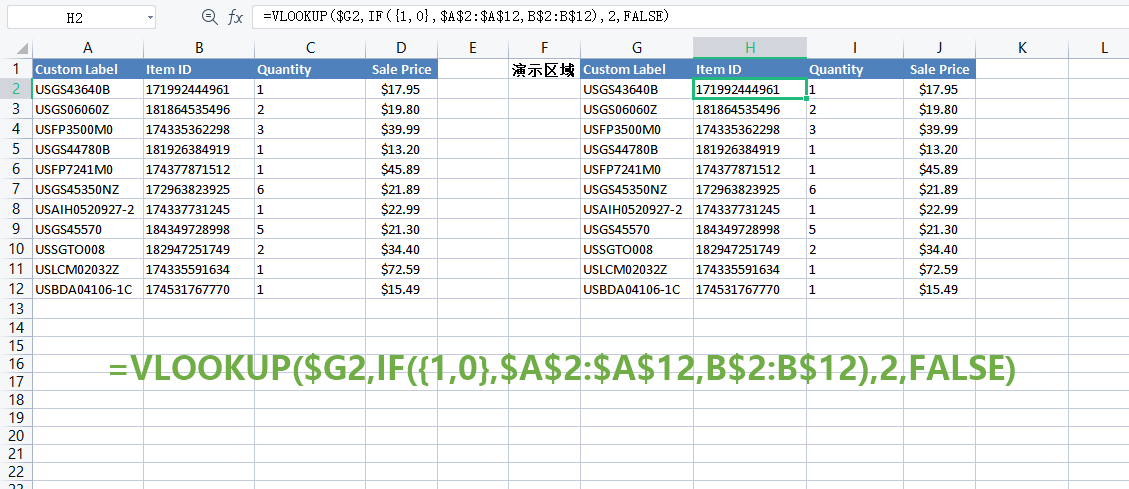 H2 fx =VLOOKUP($G2,IF({1,0},$A$2:$A$12,B$2:B$12),2,FALSE)
A B C D E F G H I J K L
1 Custom Label Item ID Quantity Sale Price 演示区域 Custom Label Item ID Quantity Sale Price
2 USGS43640B 171992444961 1 $17.95 USGS43640B 171992444961 1 $17.95
3 USGS06060Z 181864535496 2 $19.80 USGS06060Z 181864535496 2 $19.80
4 USFP3500M0 174335362298 3 $39.99 USFP3500M0 174335362298 3 $39.99
5 USGS44780B 181926384919 1 $13.20 USGS44780B 181926384919 1 $13.20
6 USFP7241M0 174377871512 1 $45.89 USFP7241M0 174377871512 1 $45.89
7 USGS45350NZ 172963823925 6 $21.89 USGS45350NZ 172963823925 6 $21.89
8 USAIH0520927-2 174337731245 1 $22.99 USAIH0520927-2 174337731245 1 $22.99
9 USGS45570 184349728998 5 $21.30 USGS45570 184349728998 5 $21.30
10 USSGTO008 182947251749 2 $34.40 USSGTO008 182947251749 2 $34.40
11 USLCM02032Z 174335591634 1 $72.59 USLCM02032Z 174335591634 1 $72.59
12 USBDA04106-1C 174531767770 1 $15.49 USBDA04106-1C 174531767770 1 $15.49
13
14
15
16 =VLOOKUP($G2,IF({1,0},$A$2:$A$12,B$2:B$12),2,FALSE)
17
18
19
20
21
22
23